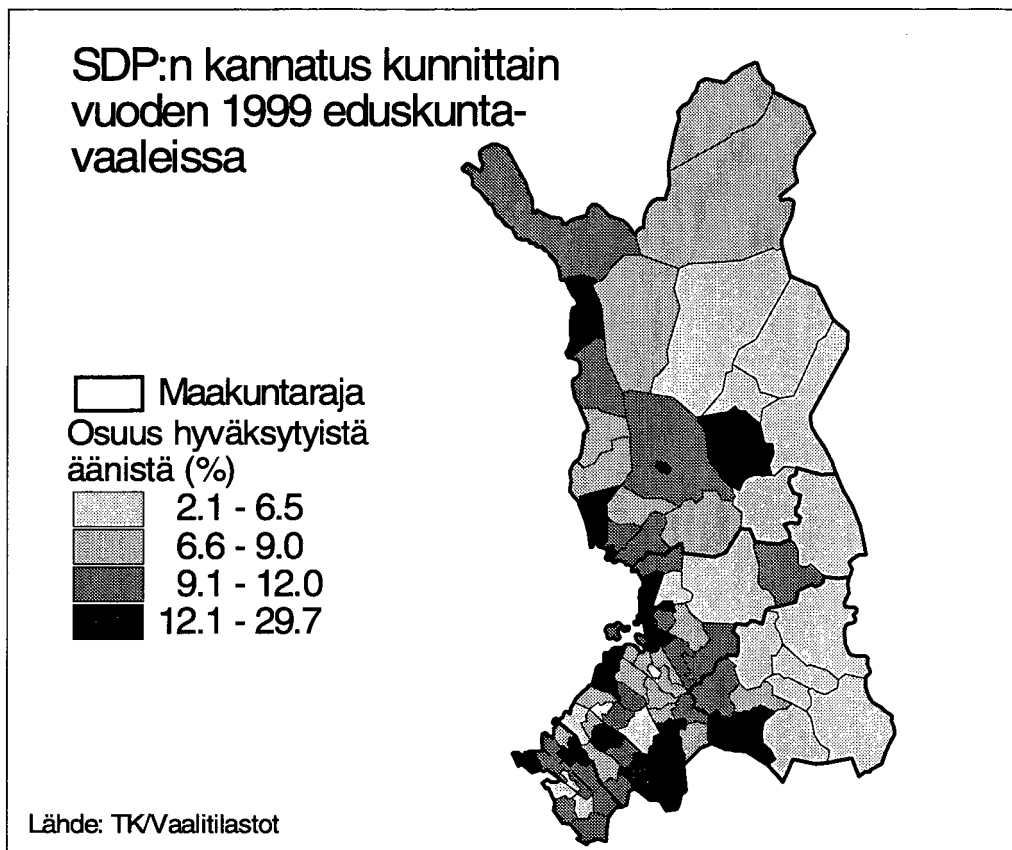 SDP:n kannatus kunnittain
vuoden 1999 eduskunta-
vaaleissa
Maakuntaraja
Osuus hyväksytyistä
äänistä (%)
2.1 - 6.5
6.6 - 9.0
9.1 - 12.0
12.1 - 29.7
Lähde: TK/Vaalitilastot